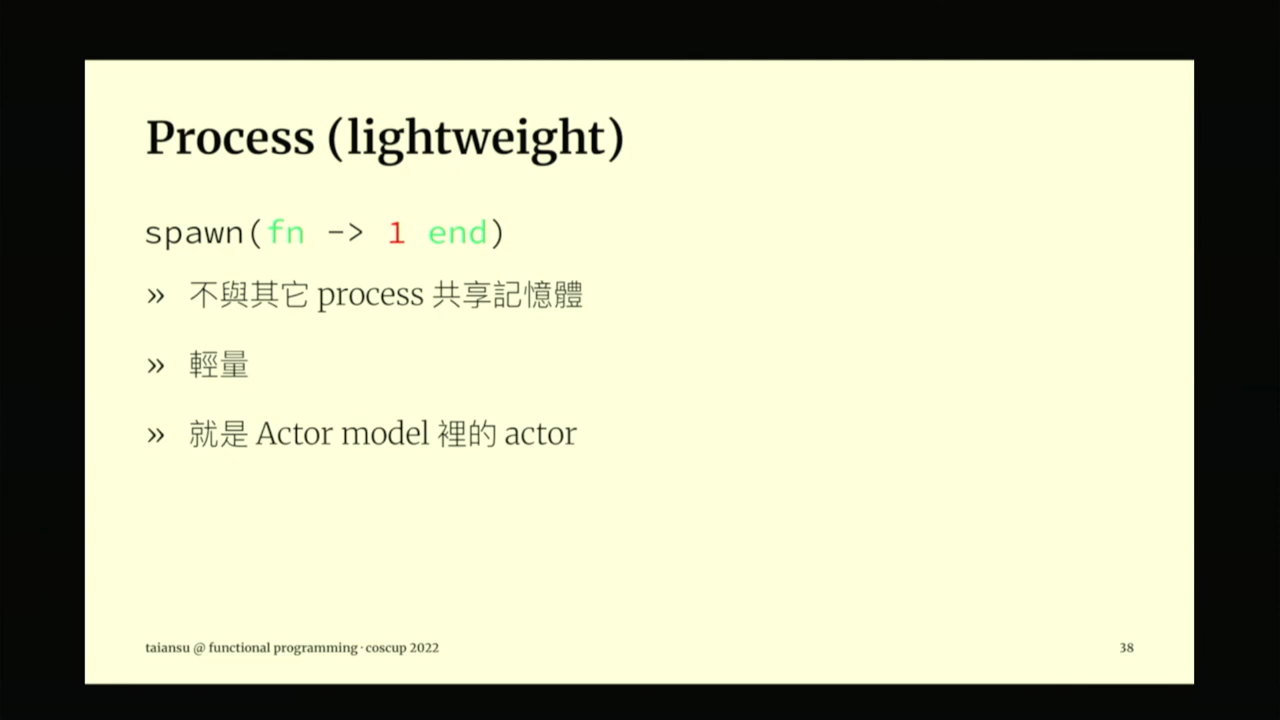 Process (lightweight)
spawn(fn -> 1 end)
» 不與其它 process 共享記憶體
» 輕量
» 就是 Actor model 裡的 actor
taiansu @ functional programming · coscup 2022
38